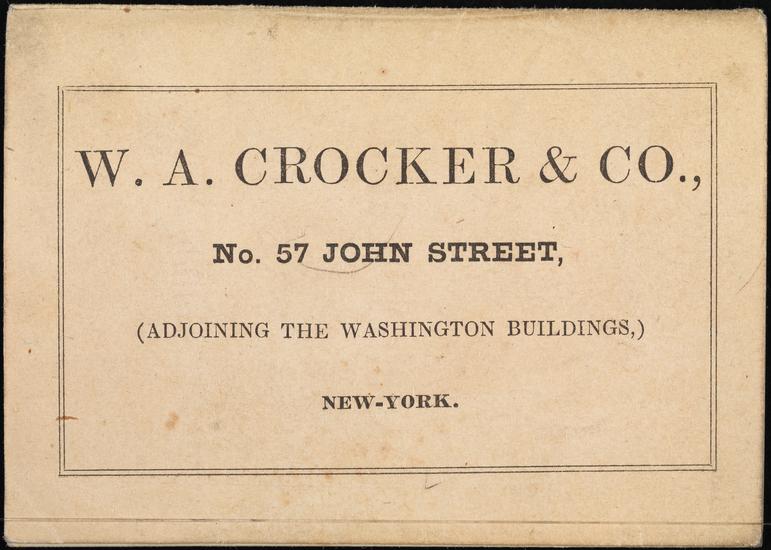 W. A. CROCKER & CO.,
No. 57 JOHN STREET,
(ADJOINING THE WASHINGTON BUILDINGS,)
NEW-YORK.